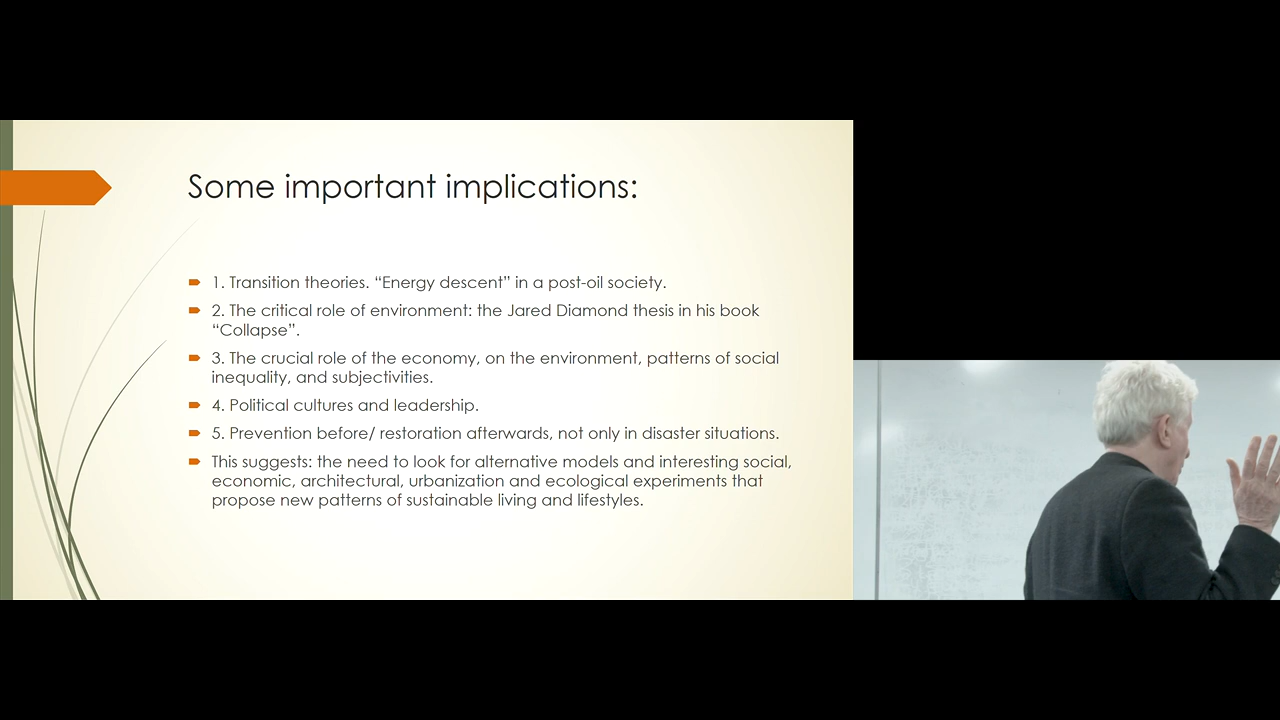 Some important implications:
1. Transition theories. “Energy descent” in a post-oil society.
2. The critical role of environment: the Jared Diamond thesis in his book
“Collapse”.
3. The crucial role of the economy, on the environment, patterns of social
inequality, and subjectivities.
4. Political cultures and leadership.
5. Prevention before/ restoration afterwards, not only in disaster situations.
This suggests: the need to look for alternative models and interesting social,
economic, architectural, urbanization and ecological experiments that
propose new patterns of sustainable living and lifestyles.